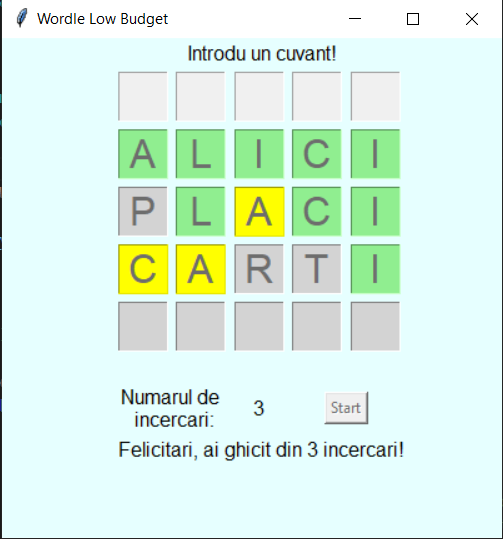 Wordle Low Budget
Introdu un cuvant!
A L I C I
P L A C I
C A R T I
Numarul de
incercari:
3
Start
Felicitari, ai ghicit din 3 incercari!